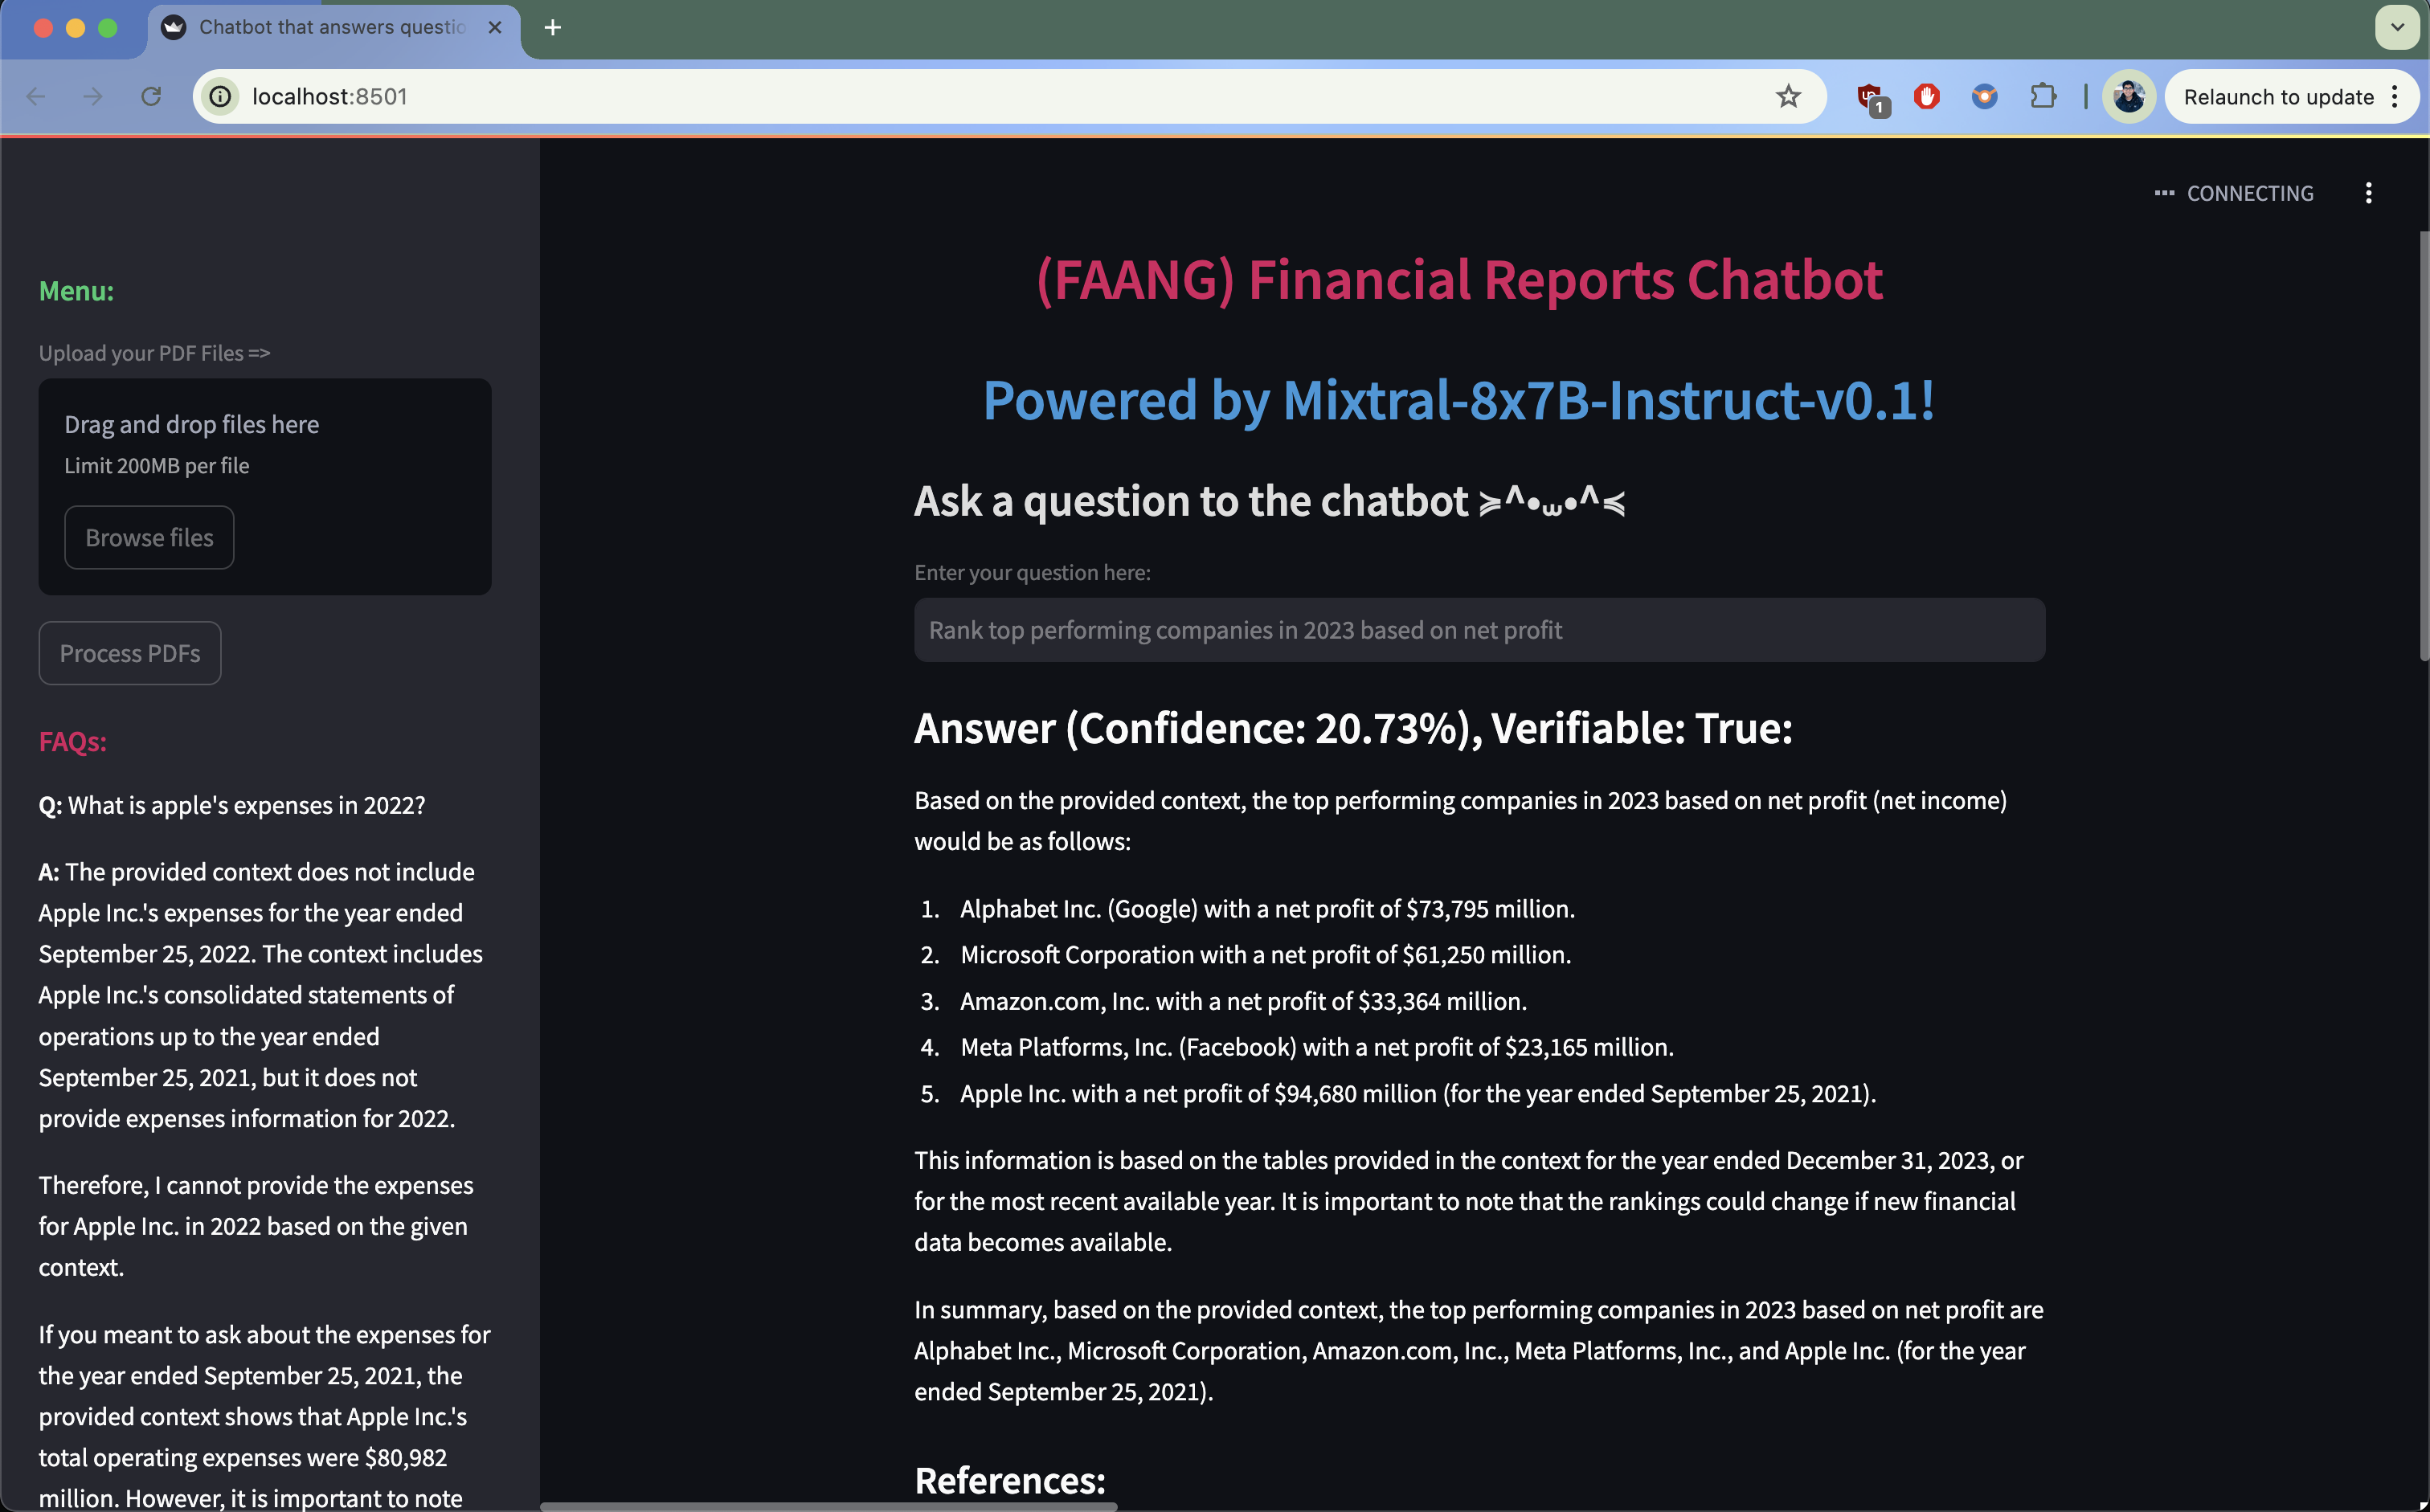 Chatbot that answers questio
localhost:8501
1
Relaunch to update
CONNECTING
Menu:
Upload your PDF Files =>
Drag and drop files here
Limit 200MB per file
Browse files
Process PDFs
FAQs:
Q: What is apple's expenses in 2022?
A: The provided context does not include
Apple Inc.'s expenses for the year ended
September 25, 2022. The context includes
Apple Inc.'s consolidated statements of
operations up to the year ended
September 25, 2021, but it does not
provide expenses information for 2022.
Therefore, I cannot provide the expenses
for Apple Inc. in 2022 based on the given
context.
If you meant to ask about the expenses for
the year ended September 25, 2021, the
provided context shows that Apple Inc.'s
total operating expenses were $80,982
million. However, it is important to note
(FAANG) Financial Reports Chatbot
Powered by Mixtral-8x7B-Instruct-v0.1!
Ask a question to the chatbot ≽^•⩊•^≼
Enter your question here:
Rank top performing companies in 2023 based on net profit
Answer (Confidence: 20.73%), Verifiable: True:
Based on the provided context, the top performing companies in 2023 based on net profit (net income)
would be as follows:
1. Alphabet Inc. (Google) with a net profit of $73,795 million.
2. Microsoft Corporation with a net profit of $61,250 million.
3. Amazon.com, Inc. with a net profit of $33,364 million.
4. Meta Platforms, Inc. (Facebook) with a net profit of $23,165 million.
5. Apple Inc. with a net profit of $94,680 million (for the year ended September 25, 2021).
This information is based on the tables provided in the context for the year ended December 31, 2023, or
for the most recent available year. It is important to note that the rankings could change if new financial
data becomes available.
In summary, based on the provided context, the top performing companies in 2023 based on net profit are
Alphabet Inc., Microsoft Corporation, Amazon.com, Inc., Meta Platforms, Inc., and Apple Inc. (for the year
ended September 25, 2021).
References: